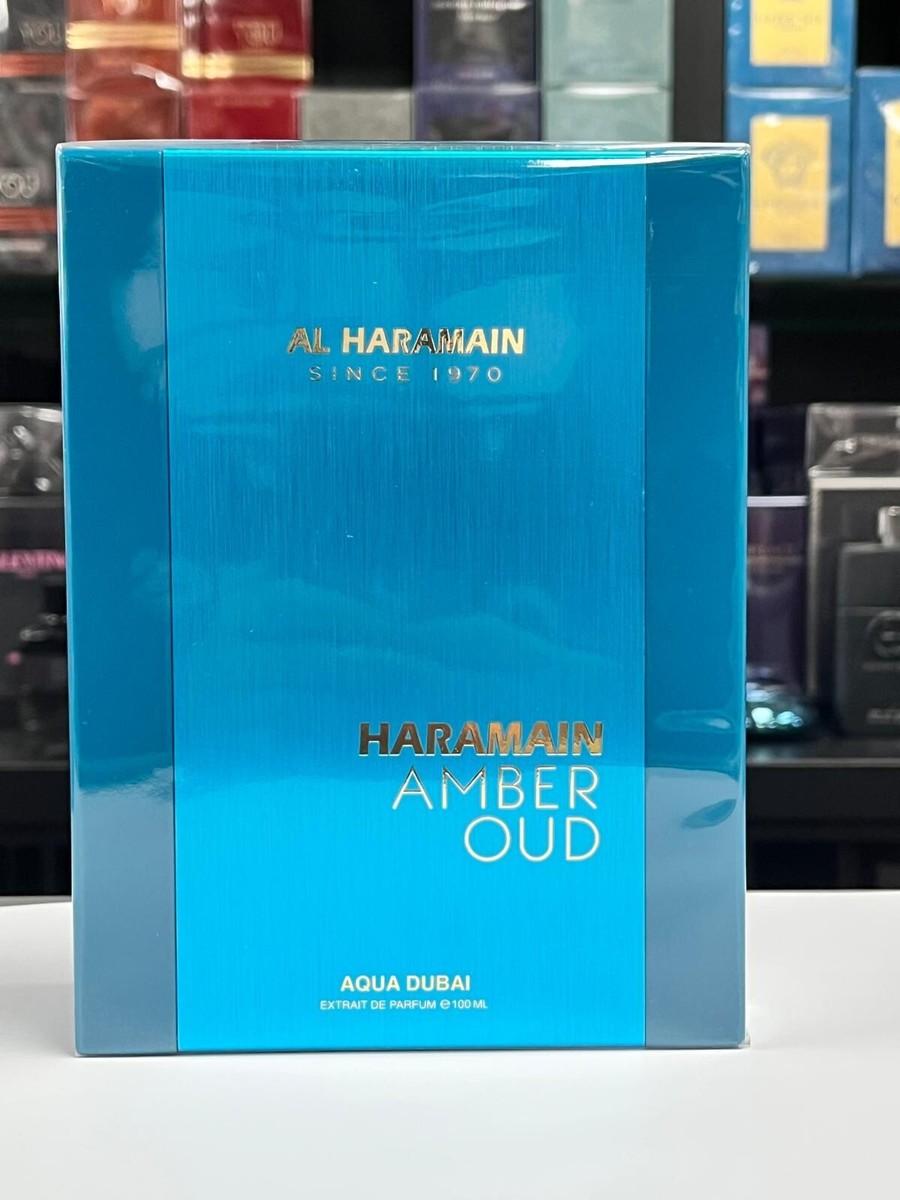 AL HARAMAIN
SINCE 1970
HARAMAIN
AMBER
OUD
AQUA DUBAI
EXTRAIT DE PARFUM ℮ 100 ML